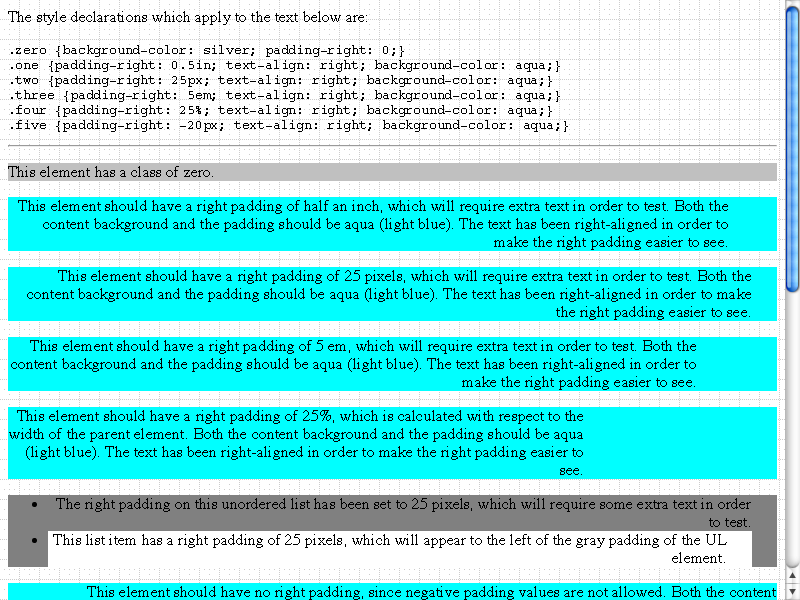 The style declarations which apply to the text below are:
.zero {background-color: silver; padding-right: 0;}
.one {padding-right: 0.5in; text-align: right; background-color: aqua;}
.two {padding-right: 25px; text-align: right; background-color: aqua;}
.three {padding-right: 5em; text-align: right; background-color: aqua;}
.four {padding-right: 25%; text-align: right; background-color: aqua;}
.five {padding-right: -20px; text-align: right; background-color: aqua;}
This element has a class of zero.
This element should have a right padding of half an inch, which will require extra text in order to test. Both the
content background and the padding should be aqua (light blue). The text has been right-aligned in order to
make the right padding easier to see.
This element should have a right padding of 25 pixels, which will require extra text in order to test. Both the
content background and the padding should be aqua (light blue). The text has been right-aligned in order to make
the right padding easier to see.
This element should have a right padding of 5 em, which will require extra text in order to test. Both the
content background and the padding should be aqua (light blue). The text has been right-aligned in order to
make the right padding easier to see.
This element should have a right padding of 25%, which is calculated with respect to the
width of the parent element. Both the content background and the padding should be aqua
(light blue). The text has been right-aligned in order to make the right padding easier to
see.
• The right padding on this unordered list has been set to 25 pixels, which will require some extra text in order
to test.
• This list item has a right padding of 25 pixels, which will appear to the left of the gray padding of the UL
element.
This element should have no right padding, since negative padding values are not allowed. Both the content